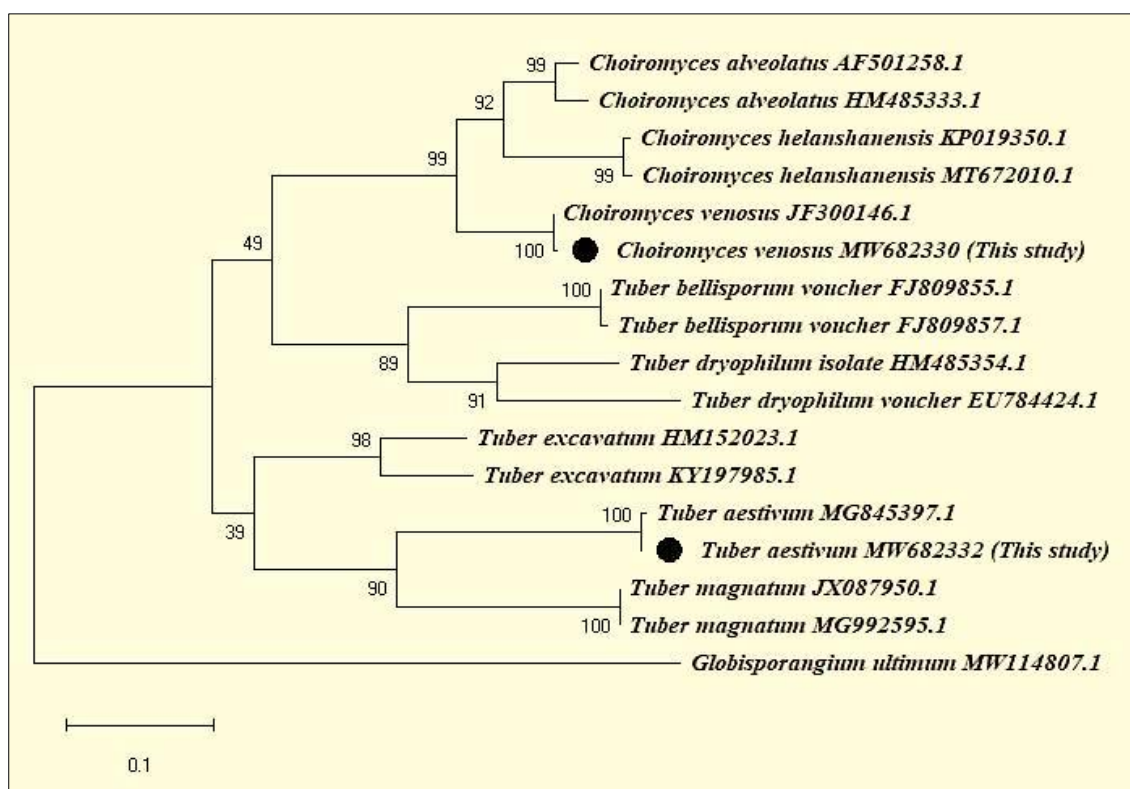 99
Choiromyces alveolatus AF501258.1
92
Choiromyces alveolatus HM485333.1
Choiromyces helanshanensis KP019350.1
99
99
Choiromyces helanshanensis MT672010.1
Choiromyces venosus JF300146.1
49
100
Choiromyces venosus MW682330 (This study)
100
Tuber bellisporum voucher FJ809855.1
Tuber bellisporum voucher FJ809857.1
89
Tuber dryophilum isolate HM485354.1
91
Tuber dryophilum voucher EU784424.1
98
Tuber excavatum HM152023.1
Tuber excavatum KY197985.1
39
100
Tuber aestivum MG845397.1
Tuber aestivum MW682332 (This study)
90
Tuber magnatum JX087950.1
100
Tuber magnatum MG992595.1
Globisporangium ultimum MW114807.1
0.1